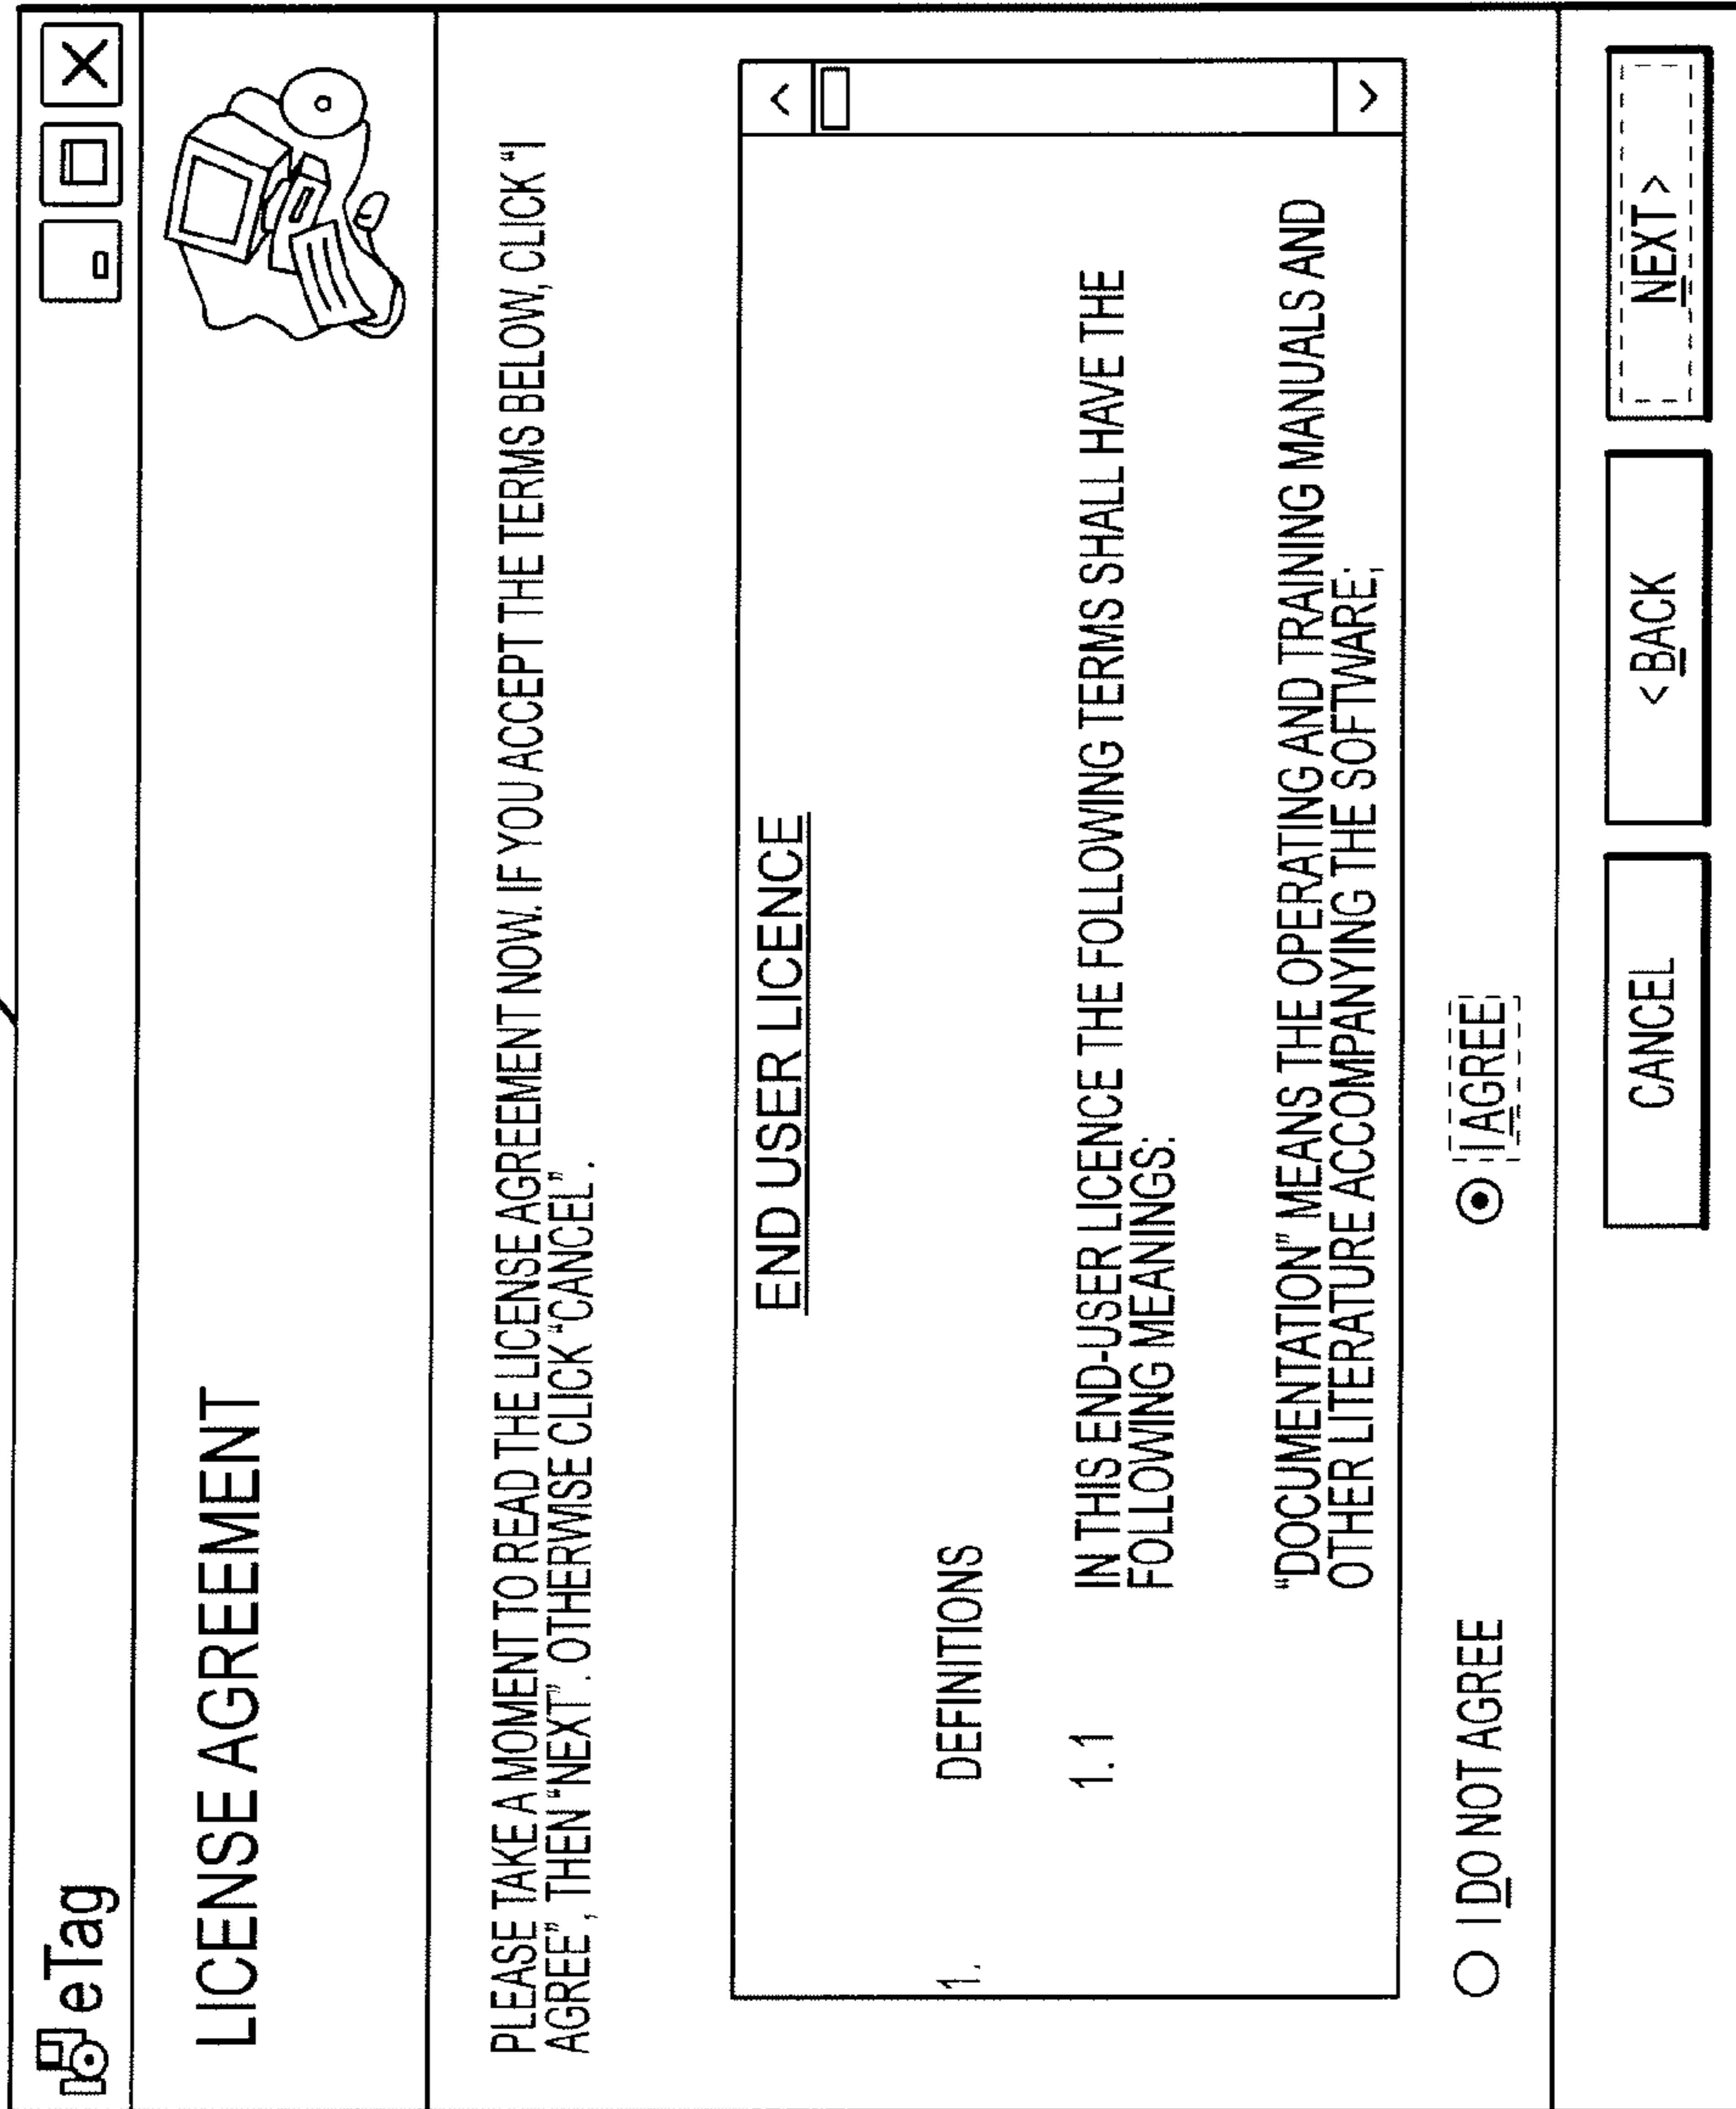 eTag
LICENSE AGREEMENT
PLEASE TAKE A MOMENT TO READ THE LICENSE AGREEMENT NOW. IF YOU ACCEPT THE TERMS BELOW, CLICK “I
AGREE”, THEN “NEXT”. OTHERWISE CLICK “CANCEL”.
END USER LICENCE
1. DEFINITIONS
1.1 IN THIS END-USER LICENCE THE FOLLOWING TERMS SHALL HAVE THE
FOLLOWING MEANINGS:
“DOCUMENTATION” MEANS THE OPERATING AND TRAINING MANUALS AND
OTHER LITERATURE ACCOMPANYING THE SOFTWARE;
I DO NOT AGREE I AGREE
CANCEL < BACK NEXT >